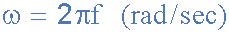 ω = 2πf (rad/sec)